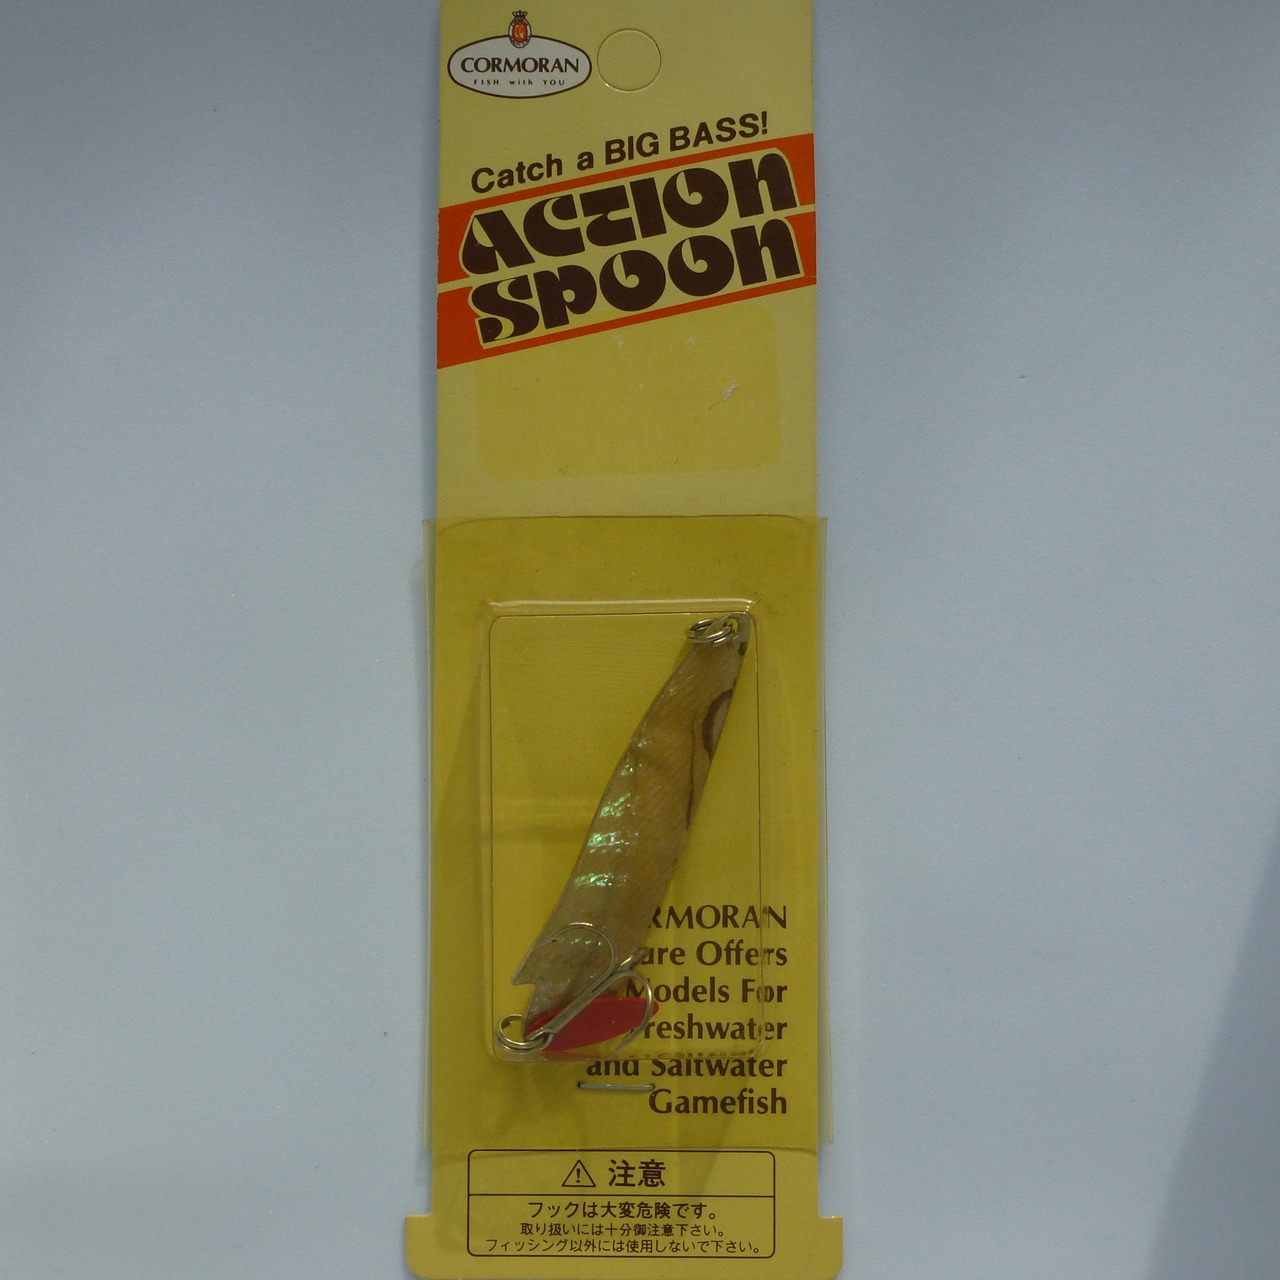 CORMORAN
FISH with YOU
Catch a BIG BASS!
ACTION
SPOON
RMORAN
ure Offers
Models For
Freshwater
and Saltwater
Gamefish
⚠ 注意
フックは大変危険です。
取り扱いには十分御注意下さい。
フィッシング以外には使用しないで下さい。